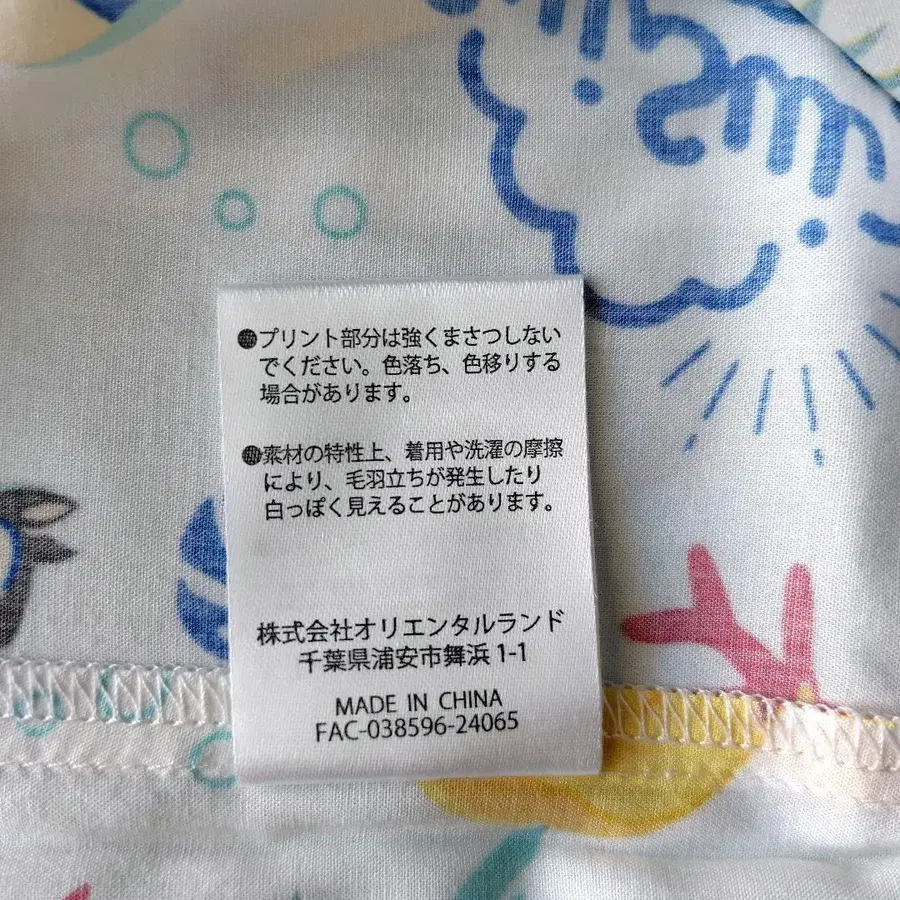 ●プリント部分は強くまさつしない
でください。色落ち、色移りする
場合があります。
●素材の特性上、着用や洗濯の摩擦
により、毛羽立ちが発生したり
白っぽく見えることがあります。
株式会社オリエンタルランド
千葉県浦安市舞浜 1-1
MADE IN CHINA
FAC-038596-24065